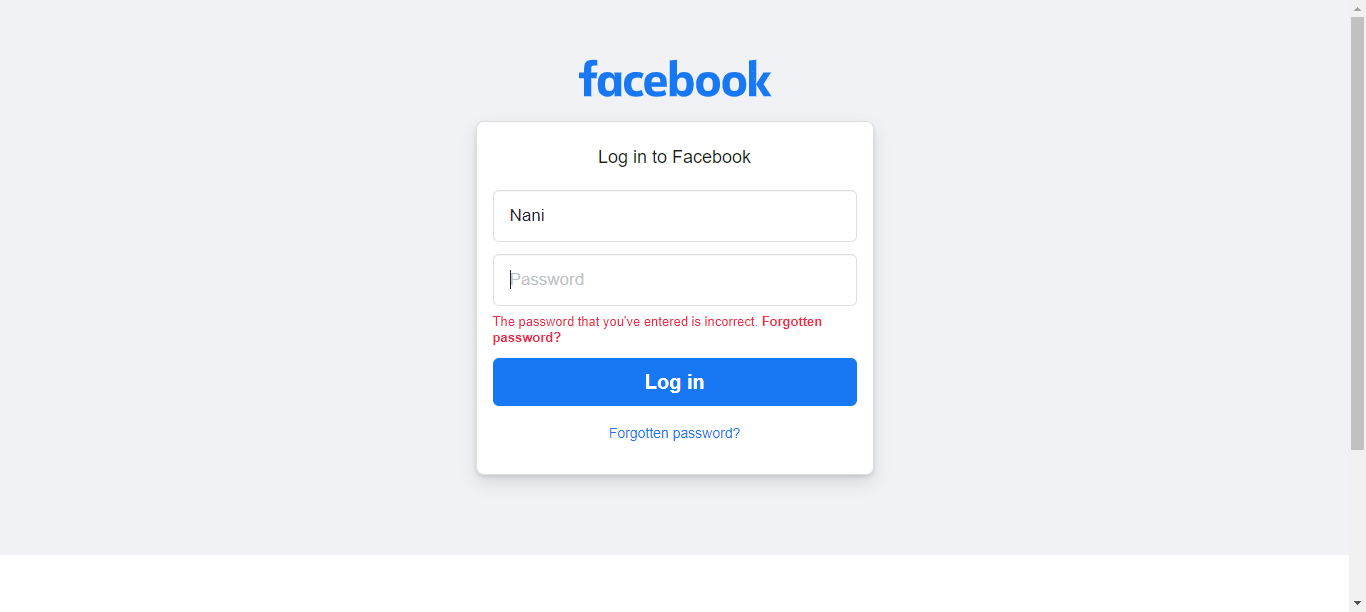 facebook
Log in to Facebook
Nani
Password
The password that you've entered is incorrect. Forgotten
password?
Log in
Forgotten password?